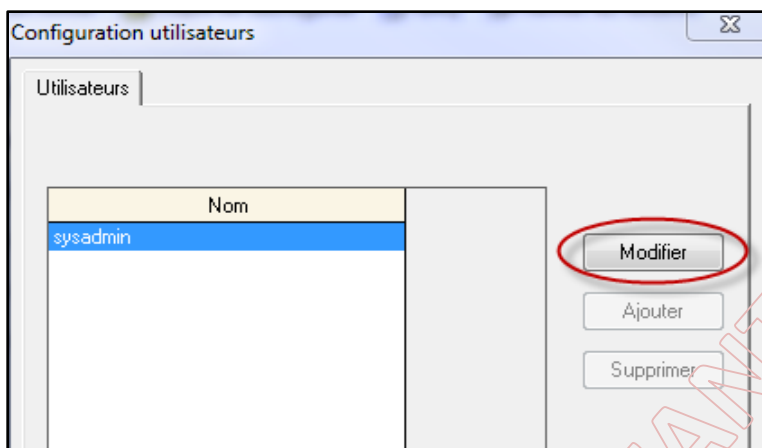 Configuration utilisateurs
Utilisateurs
Nom
sysadmin
Modifier
Ajouter
Supprimer